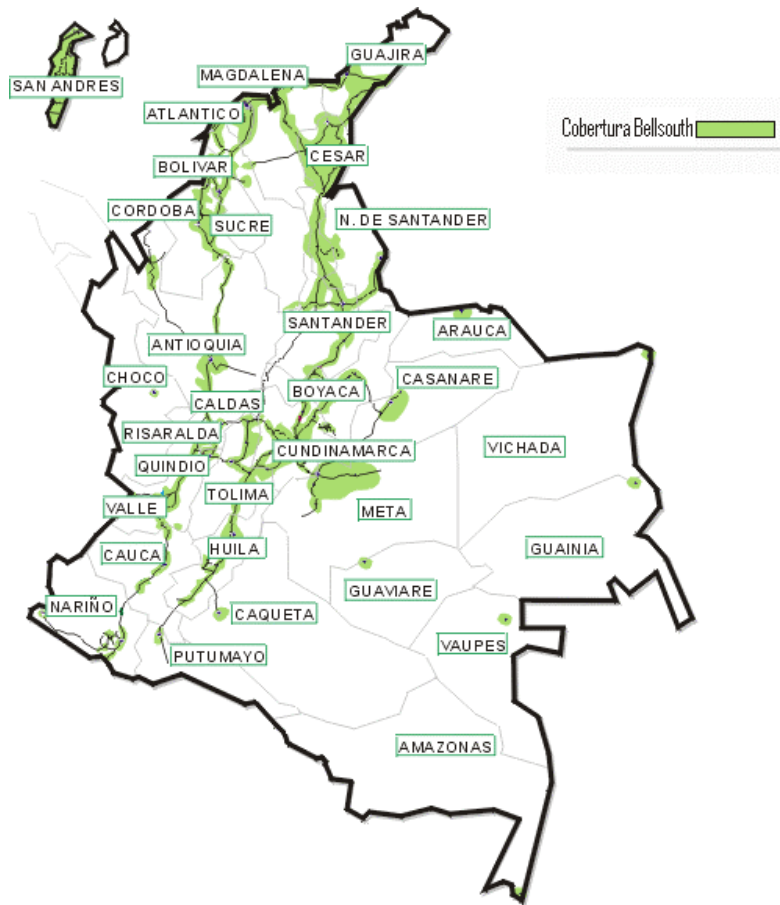 GUAJIRA
MAGDALENA
SAN ANDRES
ATLANTICO
Cobertura Bellsouth
CESAR
BOLIVAR
CORDOBA
N. DE SANTANDER
SUCRE
SANTANDER
ARAUCA
ANTIOQUIA
CHOCO
CASANARE
BOYACA
CALDAS
RISARALDA
VICHADA
CUNDINAMARCA
QUINDIO
TOLIMA
VALLE
META
HUILA
GUAINIA
CAUCA
GUAVIARE
NARIÑO
CAQUETA
VAUPES
PUTUMAYO
AMAZONAS